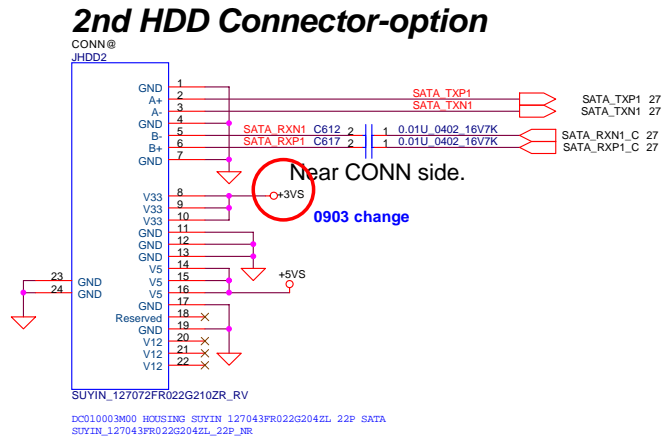 2nd HDD Connector-option
CONN@
JHDD2
GND 1
A+ 2 SATA_TXP1 SATA_TXP1 27
A- 3 SATA_TXN1 SATA_TXN1 27
GND 4
B- 5 SATA_RXN1 C612 2 1 0.01U_0402_16V7K SATA_RXN1_C 27
B+ 6 SATA_RXP1 C617 2 1 0.01U_0402_16V7K SATA_RXP1_C 27
GND 7
Near CONN side.
V33 8 +3VS
V33 9
V33 10
0903 change
GND 11
GND 12
GND 13
V5 14
23 GND V5 15 +5VS
24 GND V5 16
GND 17
Reserved 18
GND 19
V12 20
V12 21
V12 22
SUYIN_127072FR022G210ZR_RV
DC010003M00 HOUSING SUYIN 127043FR022G204ZL 22P SATA
SUYIN_127043FR022G204ZL_22P_NR